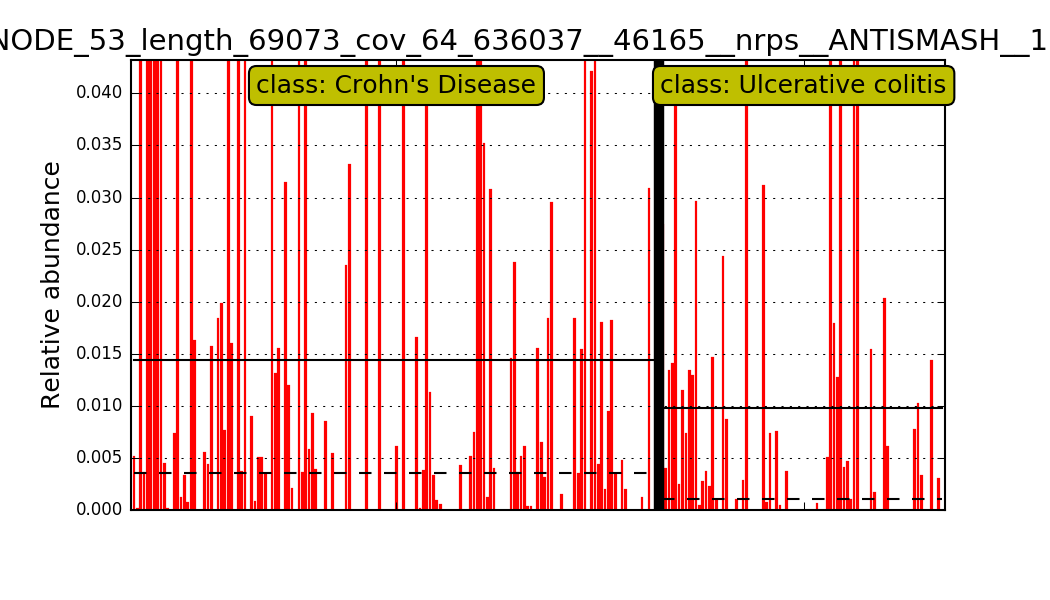 NODE_53_length_69073_cov_64_636037__46165__nrps__ANTISMASH__1
class: Crohn's Disease
class: Ulcerative colitis
Relative abundance
0.040
0.035
0.030
0.025
0.020
0.015
0.010
0.005
0.000